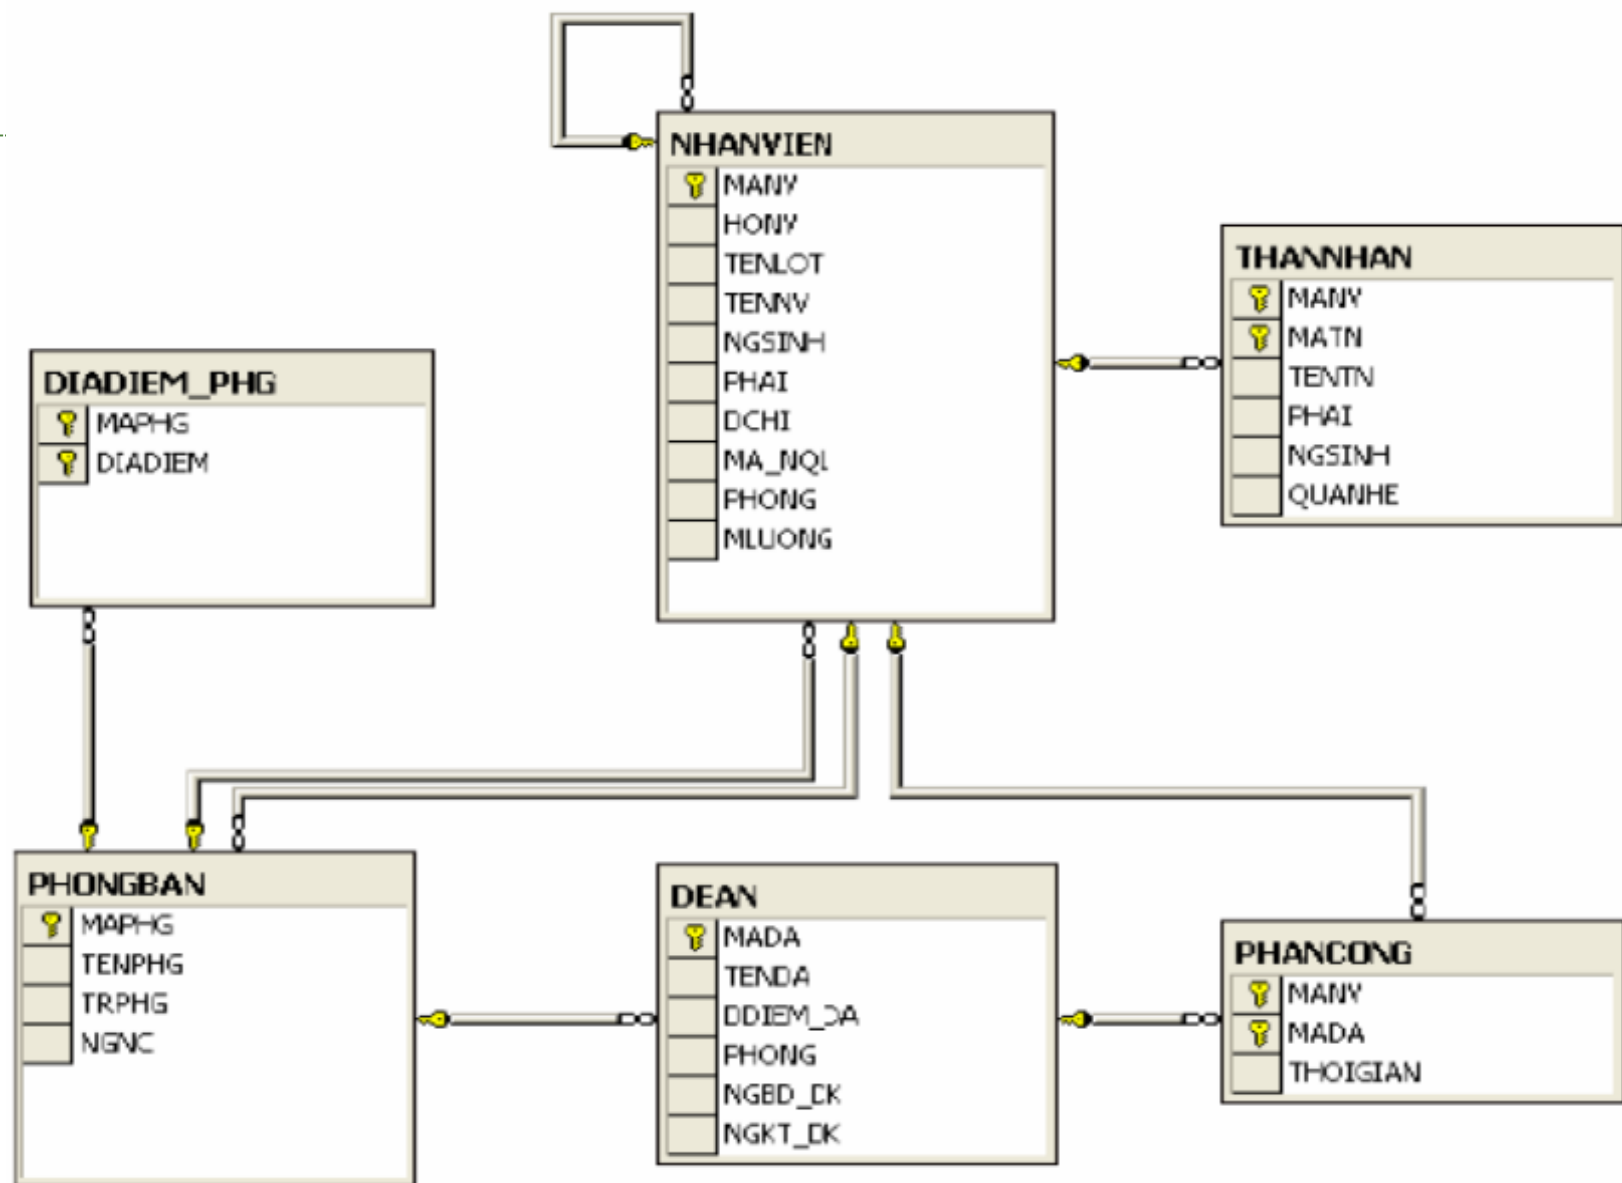 NHANVIEN
MANV
HONV
TENLOT
TENNV
NGSINH
PHAI
DCHI
MA_NQL
PHONG
MLUONG
THANNHAN
MANV
MATN
TENTN
PHAI
NGSINH
QUANHE
DIADIEM_PHG
MAPHG
DIADIEM
PHONGBAN
MAPHG
TENPHG
TRPHG
NGNC
DEAN
MADA
TENDA
DDIEM_DA
PHONG
NGBD_DK
NGKT_DK
PHANCONG
MANV
MADA
THOIGIAN